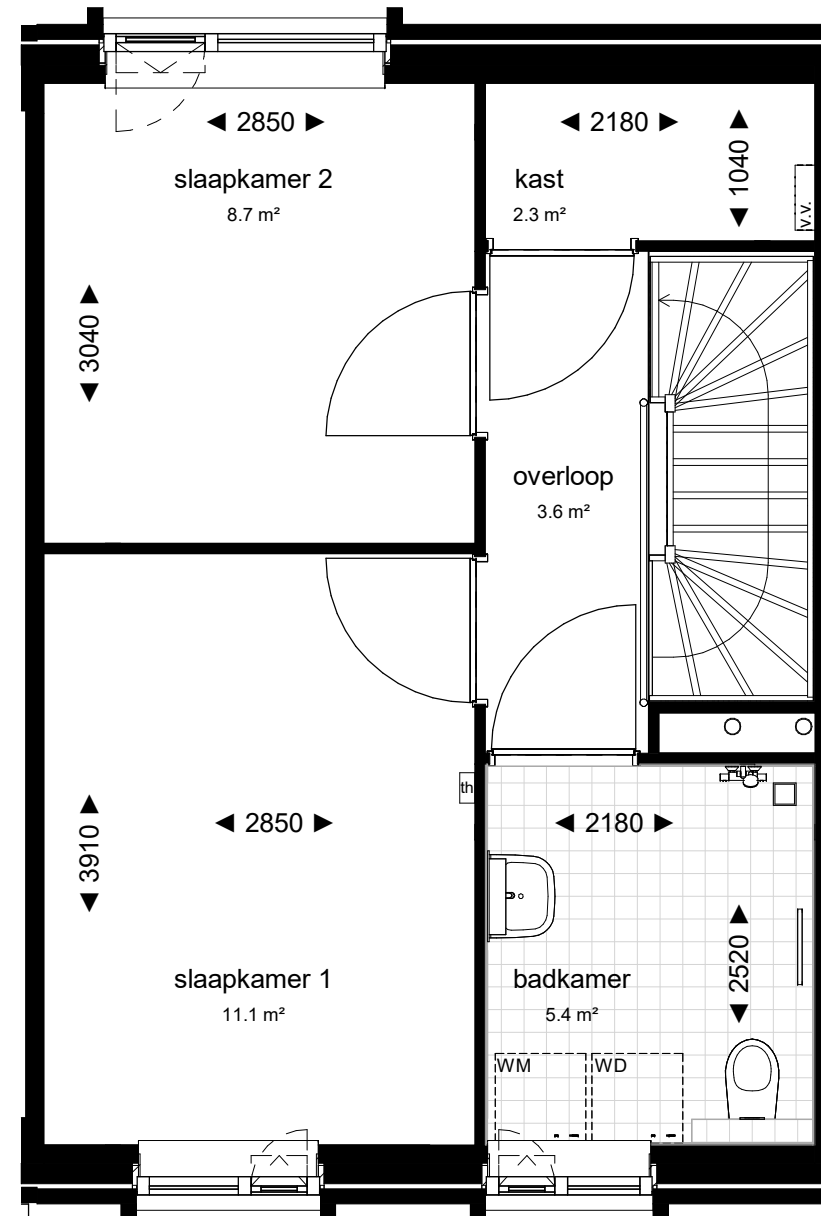 ◄ 2850 ►
slaapkamer 2
8.7 m²
◄ 3040 ►
◄ 2180 ►
◄ 1040 ►
kast
2.3 m²
v.v.
overloop
3.6 m²
th
◄ 2850 ►
◄ 3910 ►
slaapkamer 1
11.1 m²
◄ 2180 ►
◄ 2520 ►
badkamer
5.4 m²
WM
WD